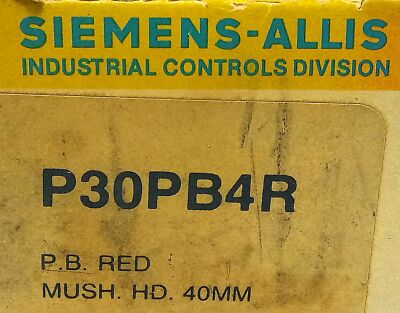 SIEMENS-ALLIS
INDUSTRIAL CONTROLS DIVISION
P30PB4R
P.B. RED
MUSH. HD. 40MM